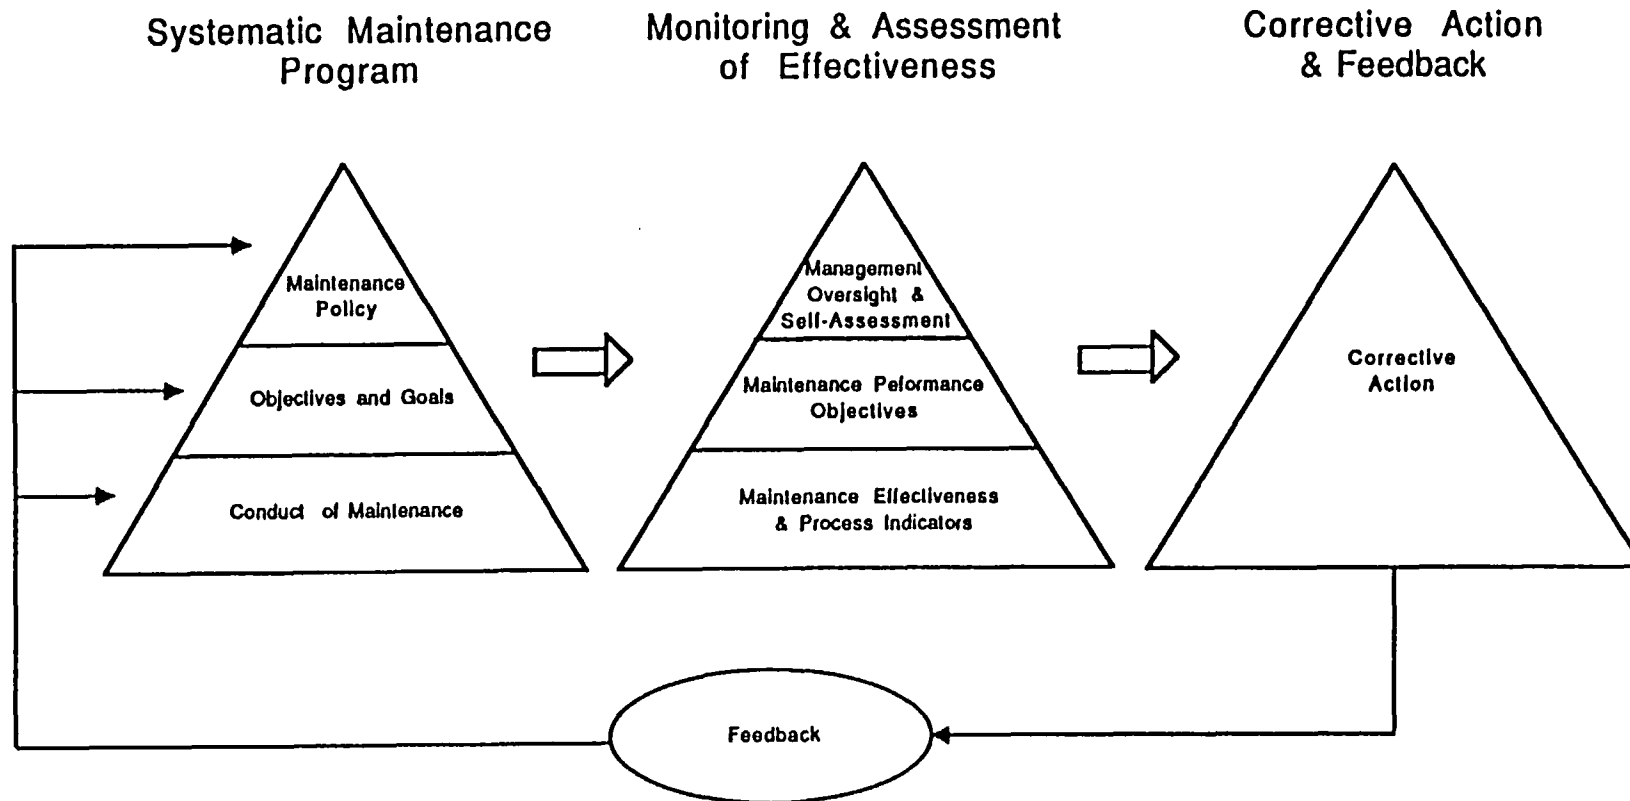 Systematic Maintenance
Program
Monitoring & Assessment
of Effectiveness
Corrective Action
& Feedback
Maintenance
Policy
Objectives and Goals
Conduct of Maintenance
Management
Oversight &
Self-Assessment
Maintenance Peformance
Objectives
Maintenance Effectiveness
& Process Indicators
Corrective
Action
Feedback